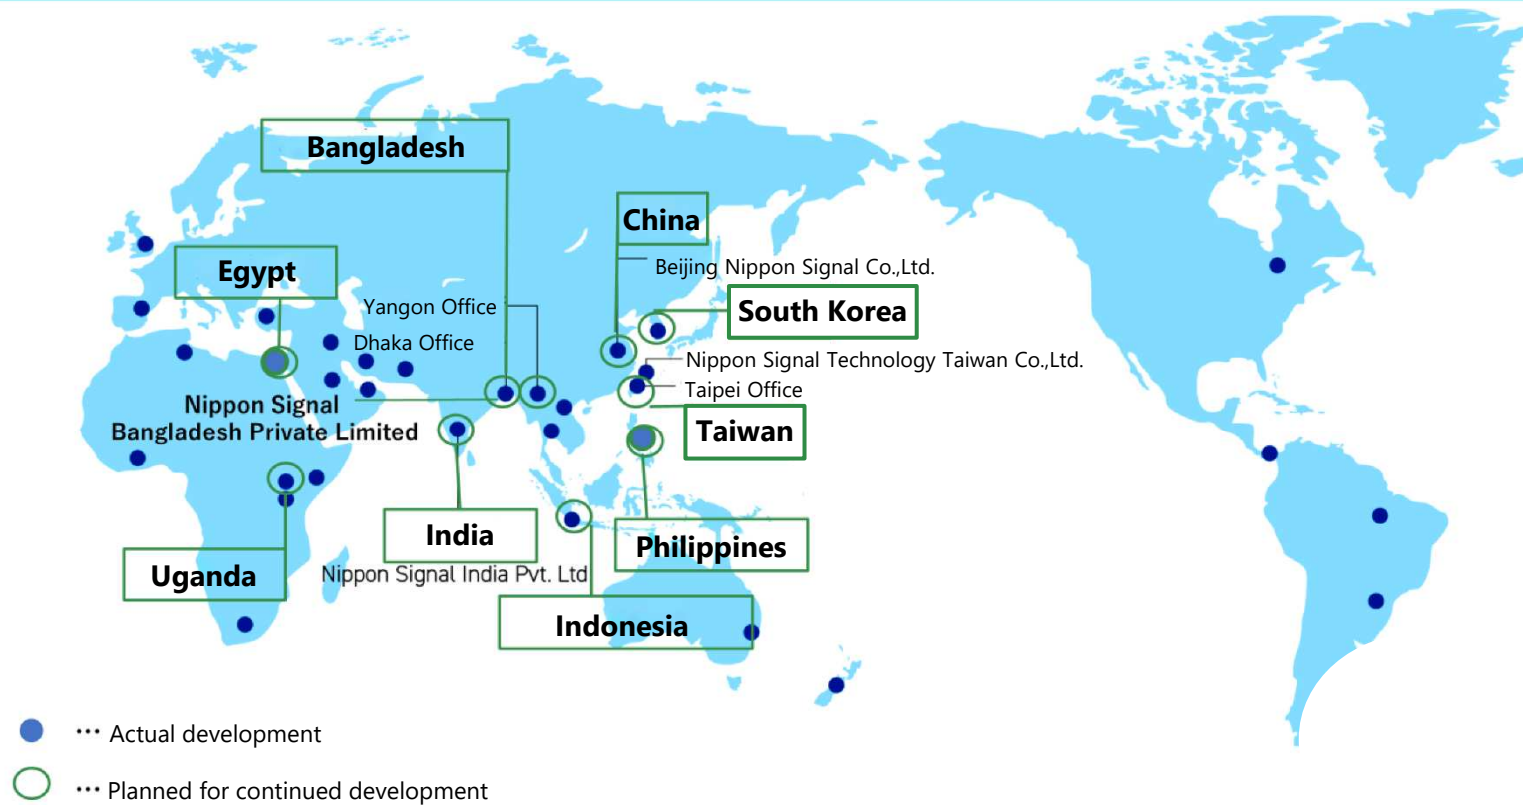 Bangladesh
China
Beijing Nippon Signal Co.,Ltd.
Egypt
Yangon Office
South Korea
Dhaka Office
Nippon Signal Technology Taiwan Co.,Ltd.
Taipei Office
Nippon Signal
Bangladesh Private Limited
Taiwan
India
Philippines
Uganda
Nippon Signal India Pvt. Ltd
Indonesia
••• Actual development
••• Planned for continued development